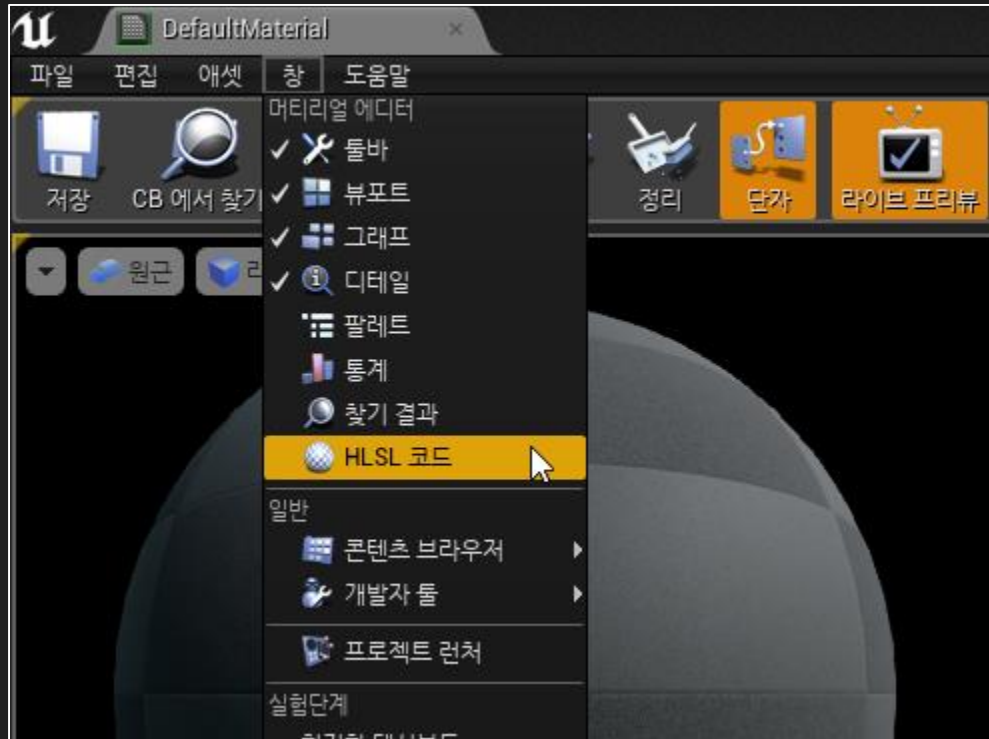 DefaultMaterial
파일 편집 애셋 창 도움말
저장
CB 에서 찾기
정리
단자
라이브 프리뷰
원근
머티리얼 에디터
툴바
뷰포트
그래프
디테일
팔레트
통계
찾기 결과
HLSL 코드
일반
콘텐츠 브라우저
개발자 툴
프로젝트 런처
실험단계